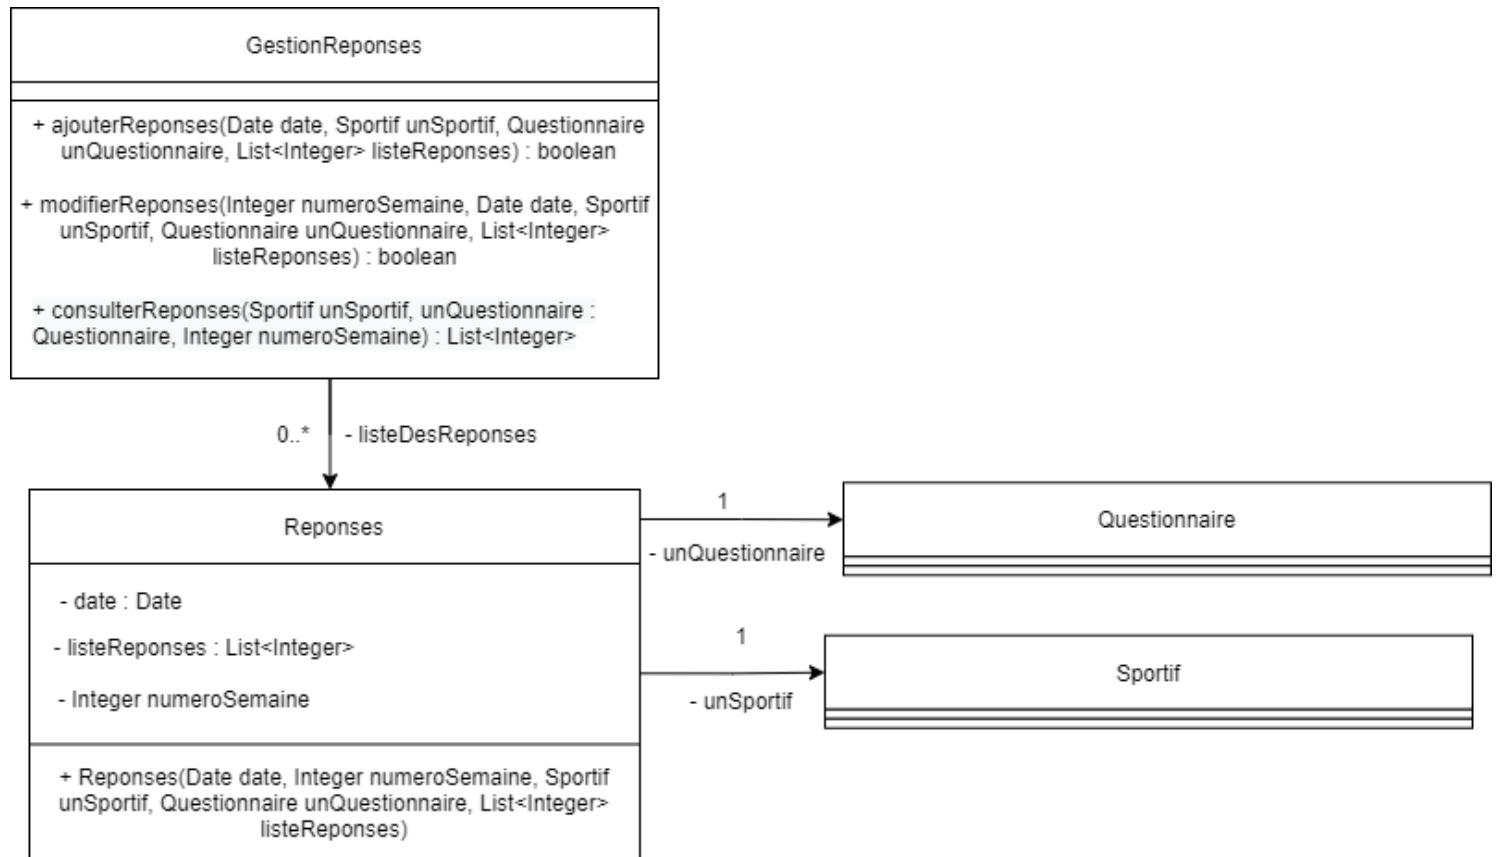 GestionReponses
+ ajouterReponses(Date date, Sportif unSportif, Questionnaire
unQuestionnaire, List<Integer> listeReponses) : boolean
+ modifierReponses(Integer numeroSemaine, Date date, Sportif
unSportif, Questionnaire unQuestionnaire, List<Integer>
listeReponses) : boolean
+ consulterReponses(Sportif unSportif, unQuestionnaire :
Questionnaire, Integer numeroSemaine) : List<Integer>
0..*
- listeDesReponses
Reponses
- date : Date
- listeReponses : List<Integer>
- Integer numeroSemaine
+ Reponses(Date date, Integer numeroSemaine, Sportif
unSportif, Questionnaire unQuestionnaire, List<Integer>
listeReponses)
1
- unQuestionnaire
Questionnaire
1
- unSportif
Sportif